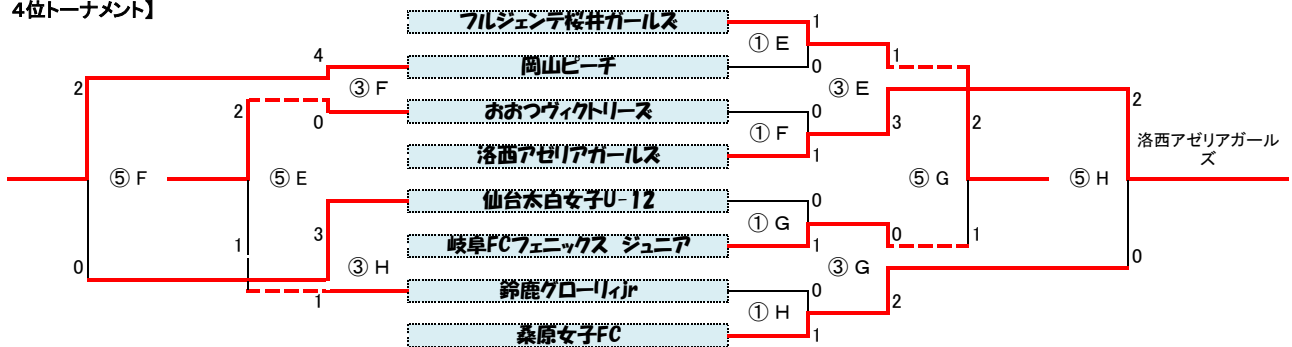 4位トーナメント】
フルジェンテ桜井ガールズ
1
① E
1
4
岡山ピーチ
0
2
③ F
③ E
2
おおつヴィクトリーズ
0
2
0
① F
3
2
洛西アゼリアガールズ
1
洛西アゼリアガール
ズ
⑤ F
⑤ E
⑤ G
⑤ H
仙台太白女子U-12
0
3
① G
0
1
岐阜FCフェニックス ジュニア
1
1
0
③ H
③ G
0
鈴鹿グローリィjr
0
1
① H
2
桑原女子FC
1